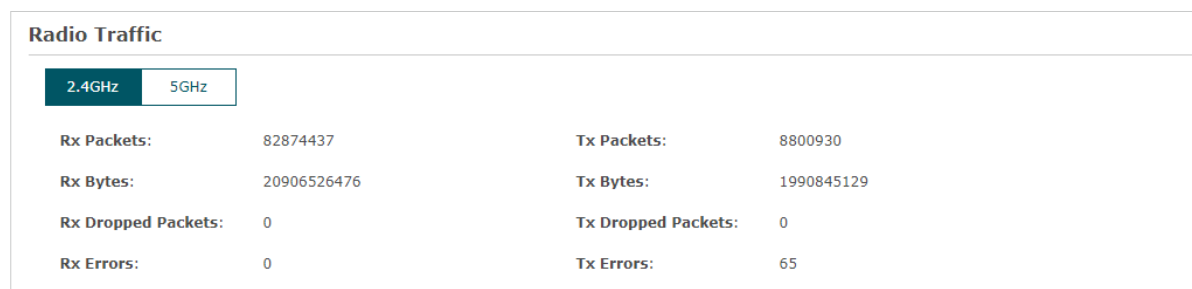 Radio Traffic
2.4GHz 5GHz
Rx Packets: 82874437 Tx Packets: 8800930
Rx Bytes: 20906526476 Tx Bytes: 1990845129
Rx Dropped Packets: 0 Tx Dropped Packets: 0
Rx Errors: 0 Tx Errors: 65